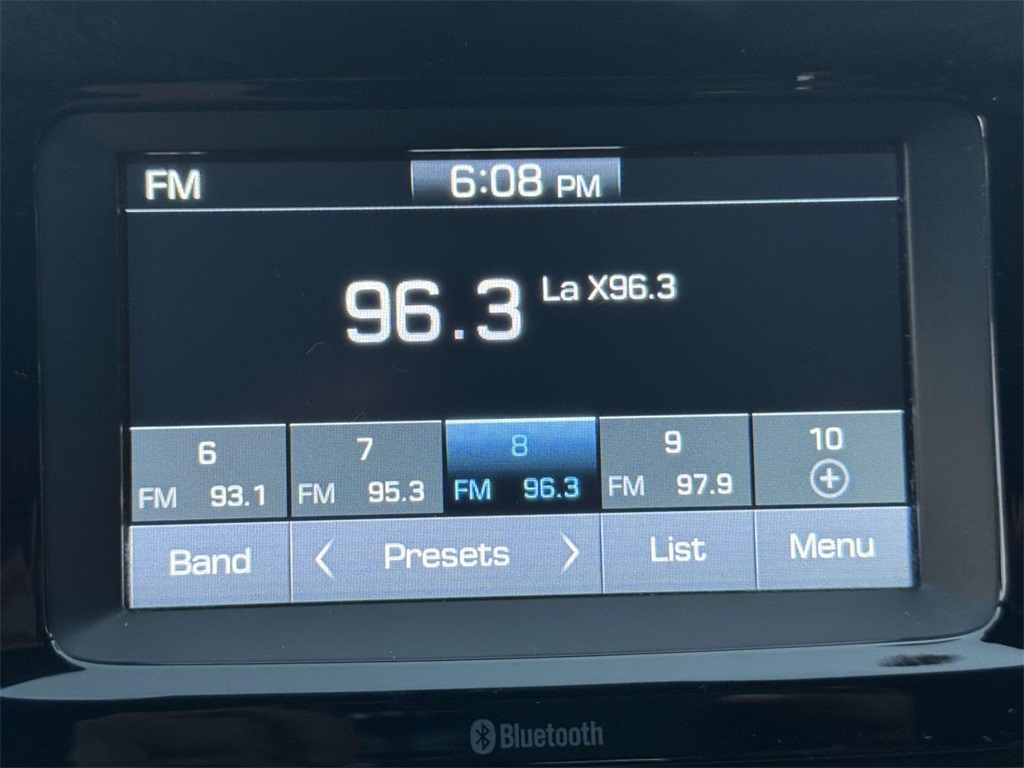 FM 6:08 PM
96.3 La X96.3
6 7 8 9 10
FM 93.1 FM 95.3 FM 96.3 FM 97.9 +
Band < Presets > List Menu
Bluetooth